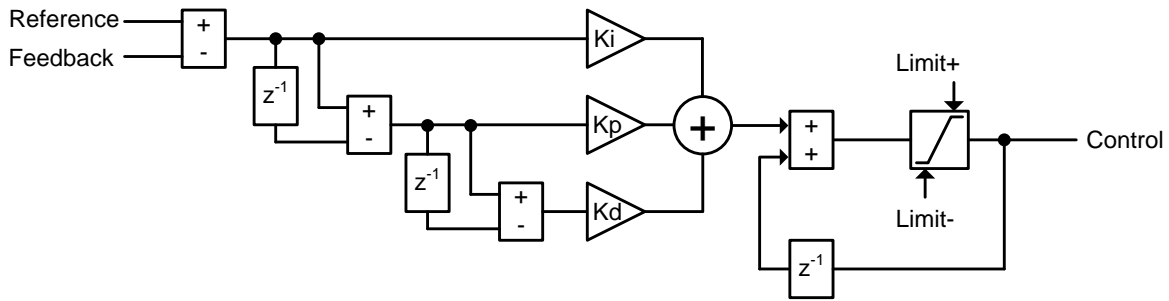 Reference
Feedback
+
-
z-1
Ki
+
-
z-1
Kp
+
-
Kd
+
+
+
Limit+
Limit-
Control
z-1